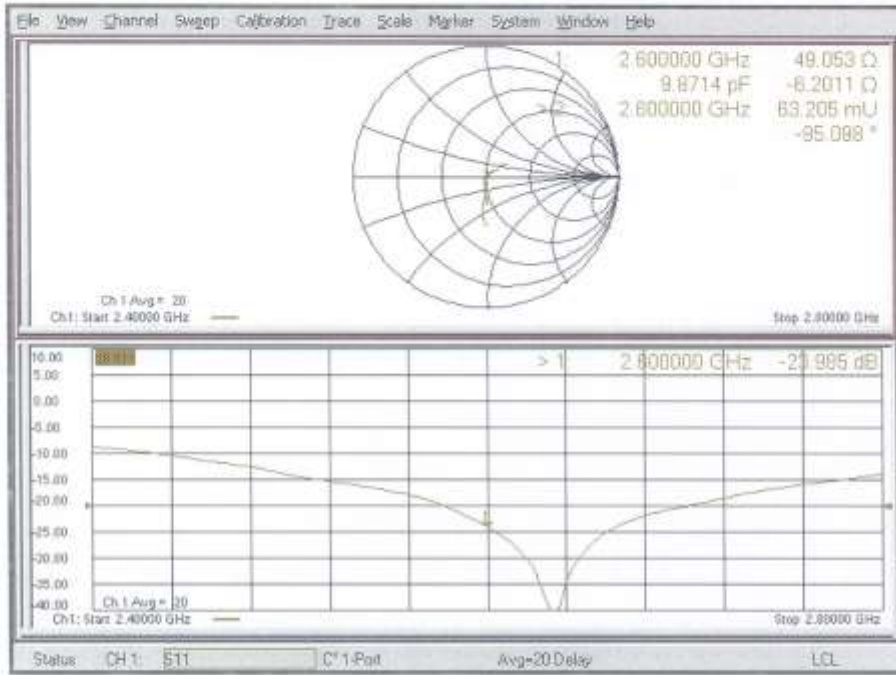 File View Channel Sweep Calibration Trace Scale Marker System Window Help
1 2.600000 GHz 49.053 Ω
9.8714 pF -6.2011 Ω
2.600000 GHz 63.205 mU
-95.098 °
Ch 1 Avg = 20
Ch1: Start 2.40000 GHz Stop 2.80000 GHz
10.00
> 1 2.600000 GHz -23.985 dB
5.00
0.00
-5.00
-10.00
-15.00
-20.00
-25.00
-30.00
-35.00
-40.00
Ch 1 Avg = 20
Ch1: Start 2.40000 GHz Stop 2.80000 GHz
Status CH 1: S11 C* 1-Port Avg=20 Delay LCL